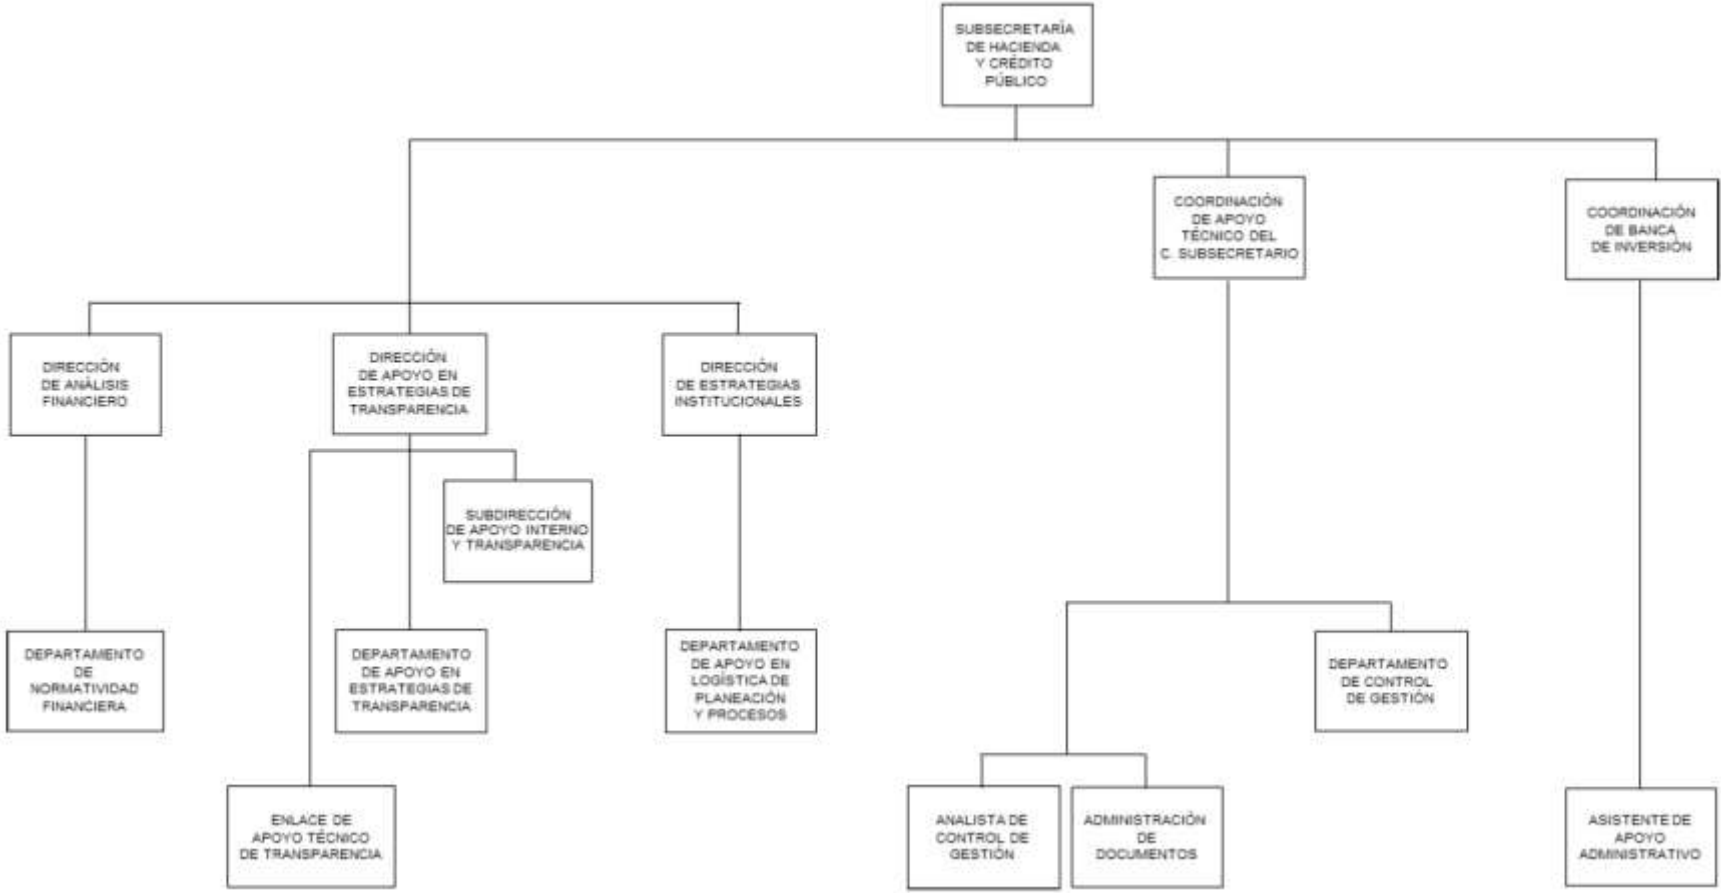 SUBSECRETARÍA
DE HACIENDA
Y CRÉDITO
PÚBLICO
COORDINACIÓN
DE APOYO
TÉCNICO DEL
C. SUBSECRETARIO
COORDINACIÓN
DE BANCA
DE INVERSIÓN
DIRECCIÓN
DE ANÁLISIS
FINANCIERO
DIRECCIÓN
DE APOYO EN
ESTRATEGIAS DE
TRANSPARENCIA
DIRECCIÓN
DE ESTRATEGIAS
INSTITUCIONALES
SUBDIRECCIÓN
DE APOYO INTERNO
Y TRANSPARENCIA
DEPARTAMENTO
DE
NORMATIVIDAD
FINANCIERA
DEPARTAMENTO
DE APOYO EN
ESTRATEGIAS DE
TRANSPARENCIA
DEPARTAMENTO
DE APOYO EN
LOGÍSTICA DE
PLANEACIÓN
Y PROCESOS
DEPARTAMENTO
DE CONTROL
DE GESTIÓN
ENLACE DE
APOYO TÉCNICO
DE TRANSPARENCIA
ANALISTA DE
CONTROL DE
GESTIÓN
ADMINISTRACIÓN
DE
DOCUMENTOS
ASISTENTE DE
APOYO
ADMINISTRATIVO